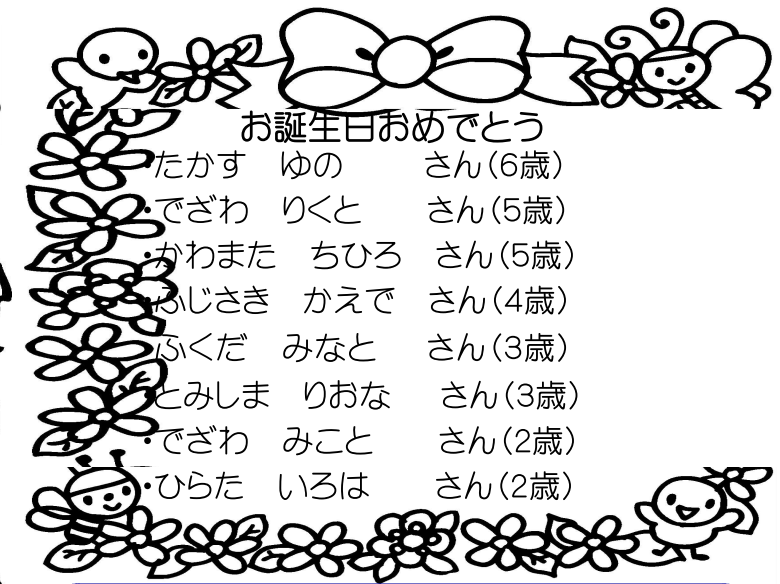 お誕生日おめでとう
・たかす　ゆの　さん（6歳）
・でざわ　りくと　さん（5歳）
・かわまた　ちひろ　さん（5歳）
・ふじさき　かえで　さん（4歳）
・ふくだ　みなと　さん（3歳）
・とみしま　りおな　さん（3歳）
・でざわ　みこと　さん（2歳）
・ひらた　いろは　さん（2歳）